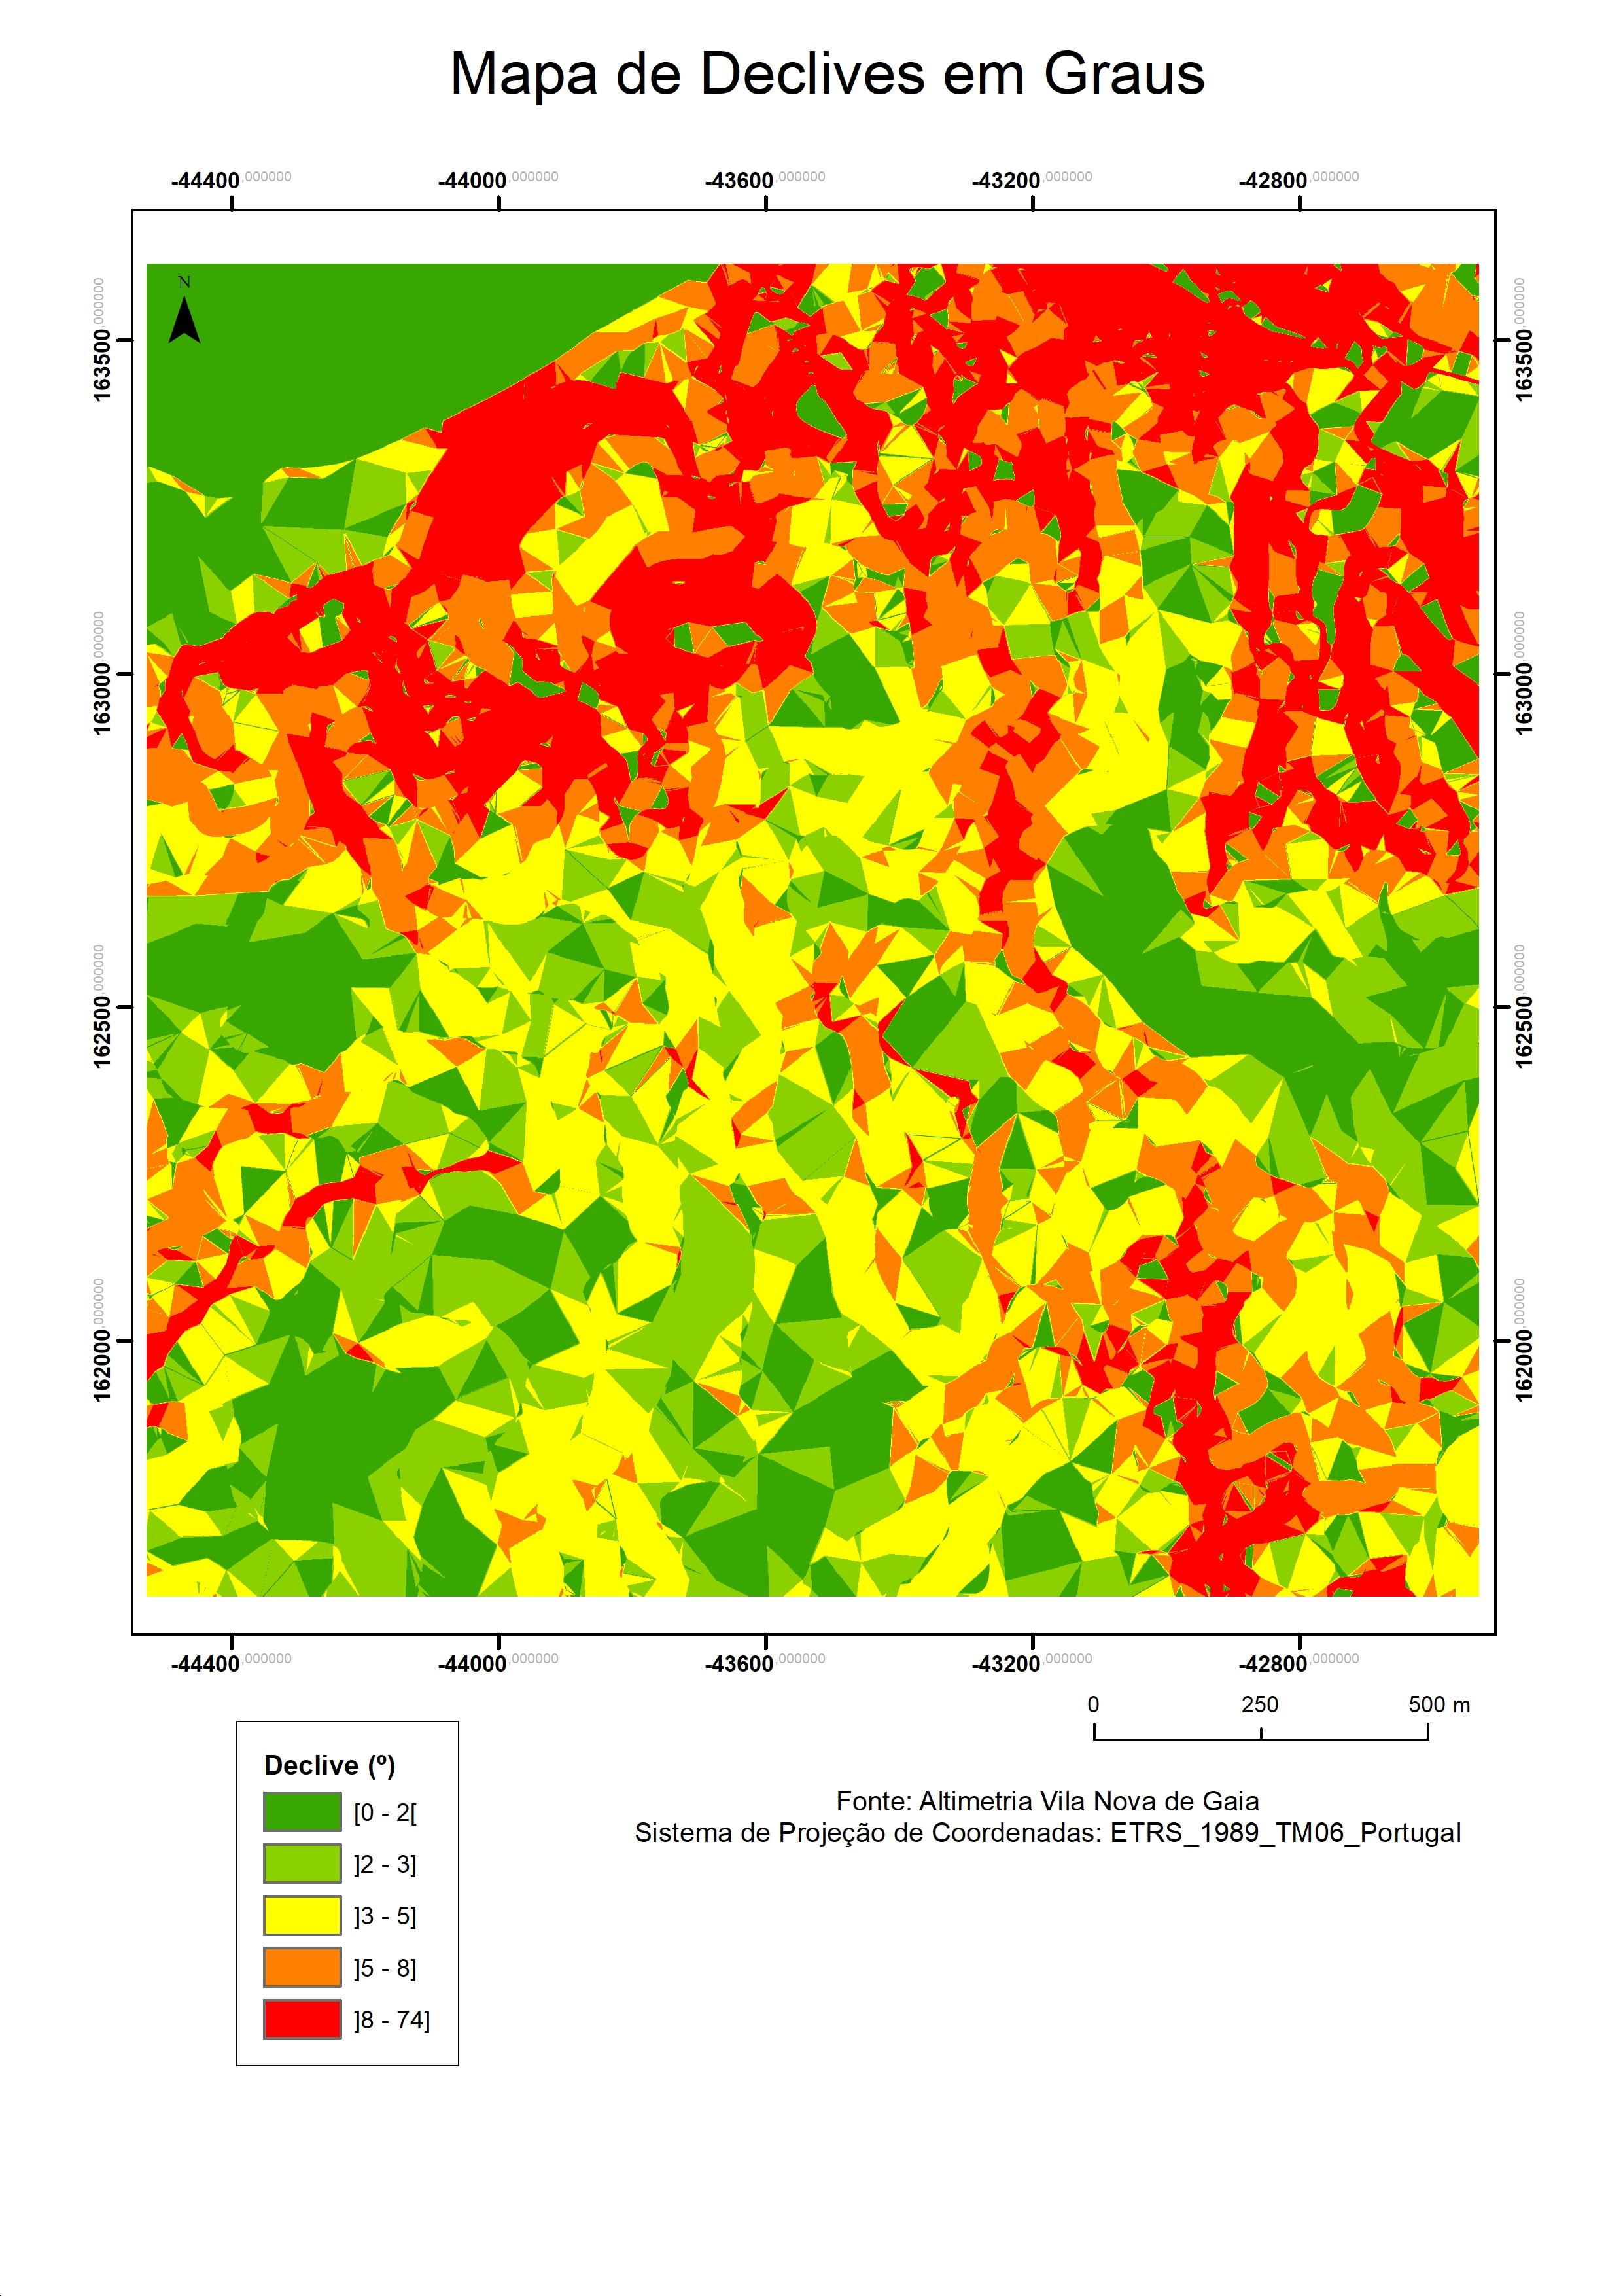 Mapa de Declives em Graus
-44400,000000 -44000,000000 -43600,000000 -43200,000000 -42800,000000
N
163500,000000 163500,000000
163000,000000 163000,000000
162500,000000 162500,000000
162000,000000 162000,000000
-44400,000000 -44000,000000 -43600,000000 -43200,000000 -42800,000000
0 250 500 m
Declive (º)
[0 - 2[
]2 - 3]
]3 - 5]
]5 - 8]
]8 - 74]
Fonte: Altimetria Vila Nova de Gaia
Sistema de Projeção de Coordenadas: ETRS_1989_TM06_Portugal